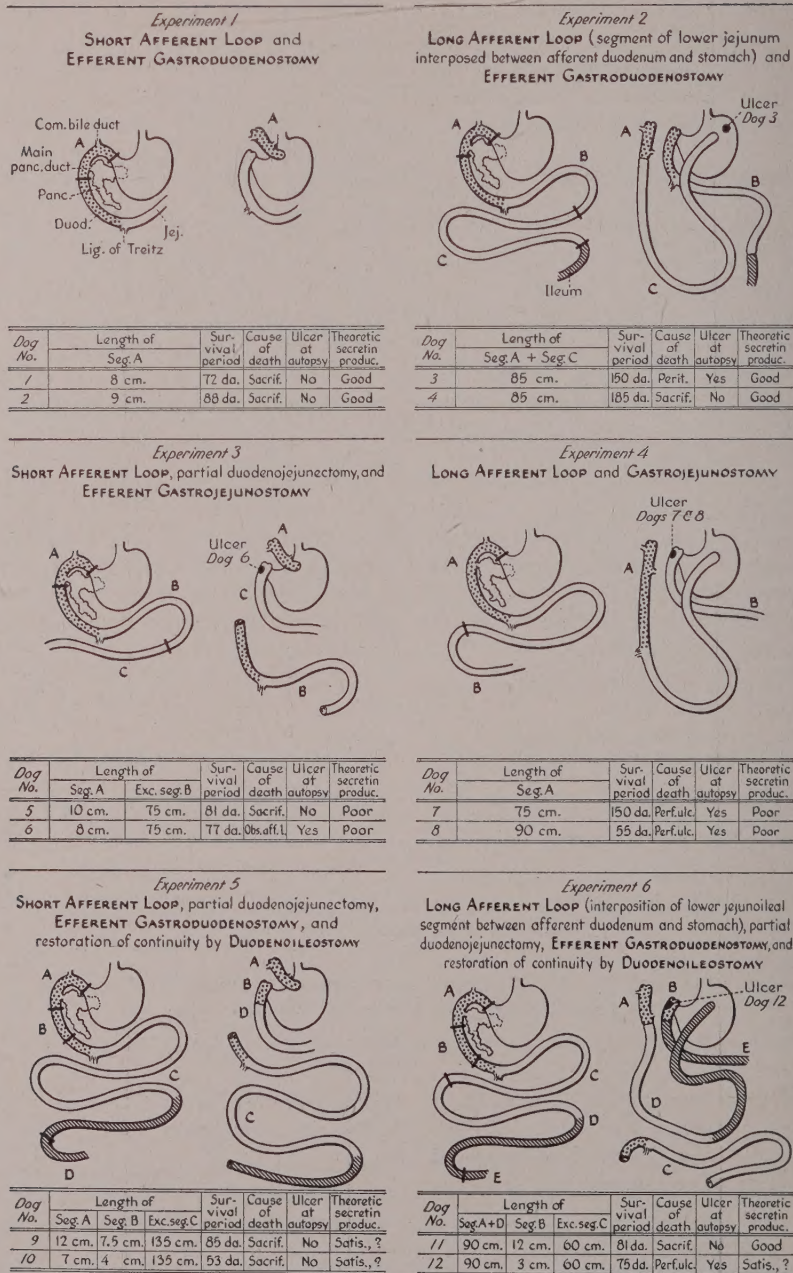 Experiment 1
SHORT AFFERENT LOOP and
EFFERENT GASTRODUODENOSTOMY
A
A
Com. bile duct
Main
panc. duct
Panc.
Duod.
Jej.
Lig. of Treitz
Dog No. Length of Survival period Cause of death Ulcer at autopsy Theoretic secretin produc.
Seg. A
1 8 cm. 72 da. Sacrif. No Good
2 9 cm. 88 da. Sacrif. No Good
Experiment 2
LONG AFFERENT LOOP (segment of lower jejunum
interposed between afferent duodenum and stomach) and
EFFERENT GASTRODUODENOSTOMY
Ulcer
Dog 3
A
A
B
B
C
C
Ileum
Dog No. Length of Survival period Cause of death Ulcer at autopsy Theoretic secretin produc.
Seg. A + Seg. C
3 85 cm. 150 da. Perit. Yes Good
4 85 cm. 185 da. Sacrif. No Good
Experiment 3
SHORT AFFERENT LOOP, partial duodenojejunectomy, and
EFFERENT GASTROJEJUNOSTOMY
A
A
Ulcer
Dog 6
B
C
C
B
Dog No. Length of Survival period Cause of death Ulcer at autopsy Theoretic secretin produc.
Seg. A Exc. seg. B
5 10 cm. 75 cm. 81 da. Sacrif. No Poor
6 8 cm. 75 cm. 77 da. Obs. aff. l. Yes Poor
Experiment 4
LONG AFFERENT LOOP and GASTROJEJUNOSTOMY
Ulcer
Dogs 7 & 8
A
A
B
B
Dog No. Length of Survival period Cause of death Ulcer at autopsy Theoretic secretin produc.
Seg. A
7 75 cm. 150 da. Perf. ulc. Yes Poor
8 90 cm. 55 da. Perf. ulc. Yes Poor
Experiment 5
SHORT AFFERENT LOOP, partial duodenojejunectomy,
EFFERENT GASTRODUODENOSTOMY, and
restoration of continuity by DUODENOILEOSTOMY
A
A
B
D
B
C
C
D
Dog No. Length of Survival period Cause of death Ulcer at autopsy Theoretic secretin produc.
Seg. A Seg. B Exc. seg. C
9 12 cm. 7.5 cm. 135 cm. 85 da. Sacrif. No Satis., ?
10 7 cm. 4 cm. 135 cm. 53 da. Sacrif. No Satis., ?
Experiment 6
LONG AFFERENT LOOP (interposition of lower jejunoileal
segment between afferent duodenum and stomach), partial
duodenojejunectomy, EFFERENT GASTRODUODENOSTOMY, and
restoration of continuity by DUODENOILEOSTOMY
A
A
B
Ulcer
Dog 12
B
E
C
D
D
C
E
Dog No. Length of Survival period Cause of death Ulcer at autopsy Theoretic secretin produc.
Seg. A+D Seg. B Exc. seg. C
11 90 cm. 12 cm. 60 cm. 81 da. Sacrif. No Good
12 90 cm. 3 cm. 60 cm. 75 da. Perf. ulc. Yes Satis., ?